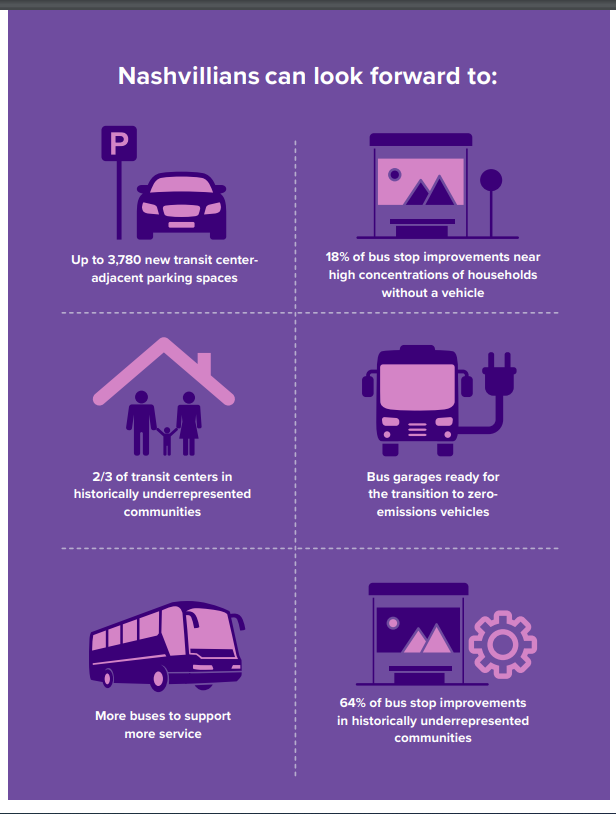 Nashvillians can look forward to:
P
Up to 3,780 new transit center-
adjacent parking spaces
18% of bus stop improvements near
high concentrations of households
without a vehicle
2/3 of transit centers in
historically underrepresented
communities
Bus garages ready for
the transition to zero-
emissions vehicles
More buses to support
more service
64% of bus stop improvements
in historically underrepresented
communities